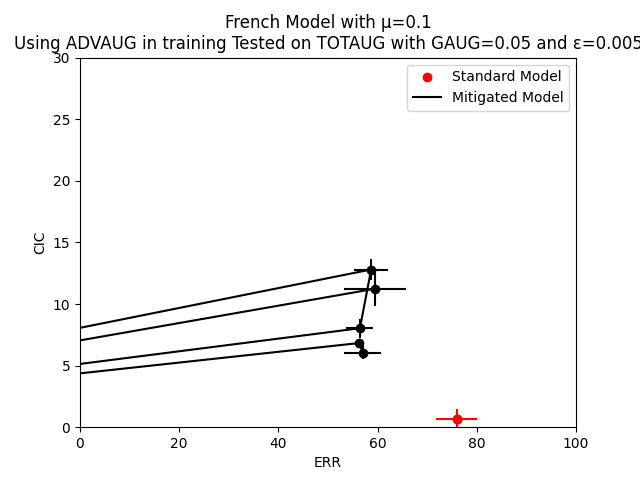 French Model with μ=0.1
Using ADVAUG in training Tested on TOTAUG with GAUG=0.05 and ε=0.005
30
25
20
15
10
5
0
CIC
Standard Model
Mitigated Model
0 20 40 60 80 100
ERR